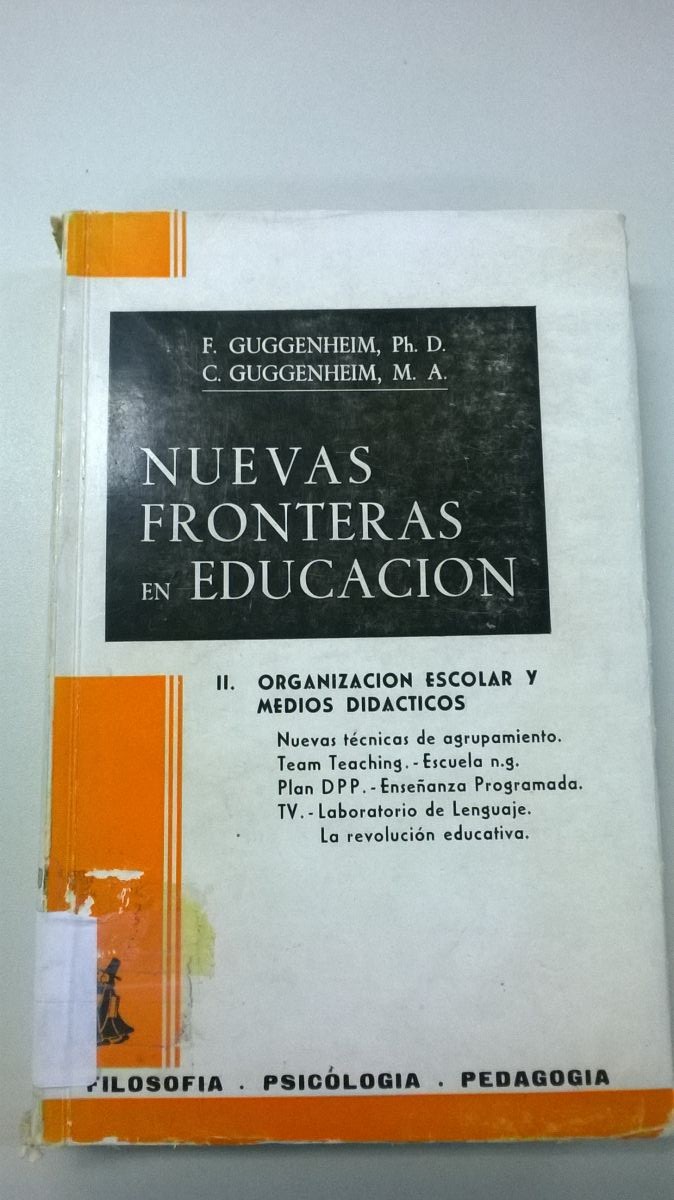 F. GUGGENHEIM, Ph. D.
C. GUGGENHEIM, M. A.
NUEVAS
FRONTERAS
EN EDUCACION
II. ORGANIZACION ESCOLAR Y
MEDIOS DIDACTICOS
Nuevas técnicas de agrupamiento.
Team Teaching.-Escuela n.g.
Plan DPP.-Enseñanza Programada.
TV.-Laboratorio de Lenguaje.
La revolución educativa.
FILOSOFIA . PSICOLOGIA . PEDAGOGIA